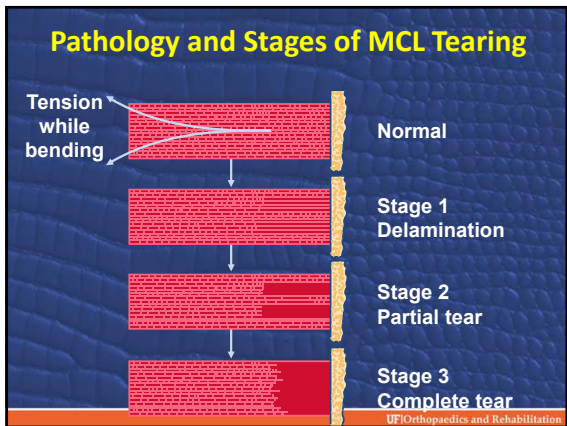 Pathology and Stages of MCL Tearing
Tension
while
bending
Normal
Stage 1
Delamination
Stage 2
Partial tear
Stage 3
Complete tear
UF|Orthopaedics and Rehabilitation